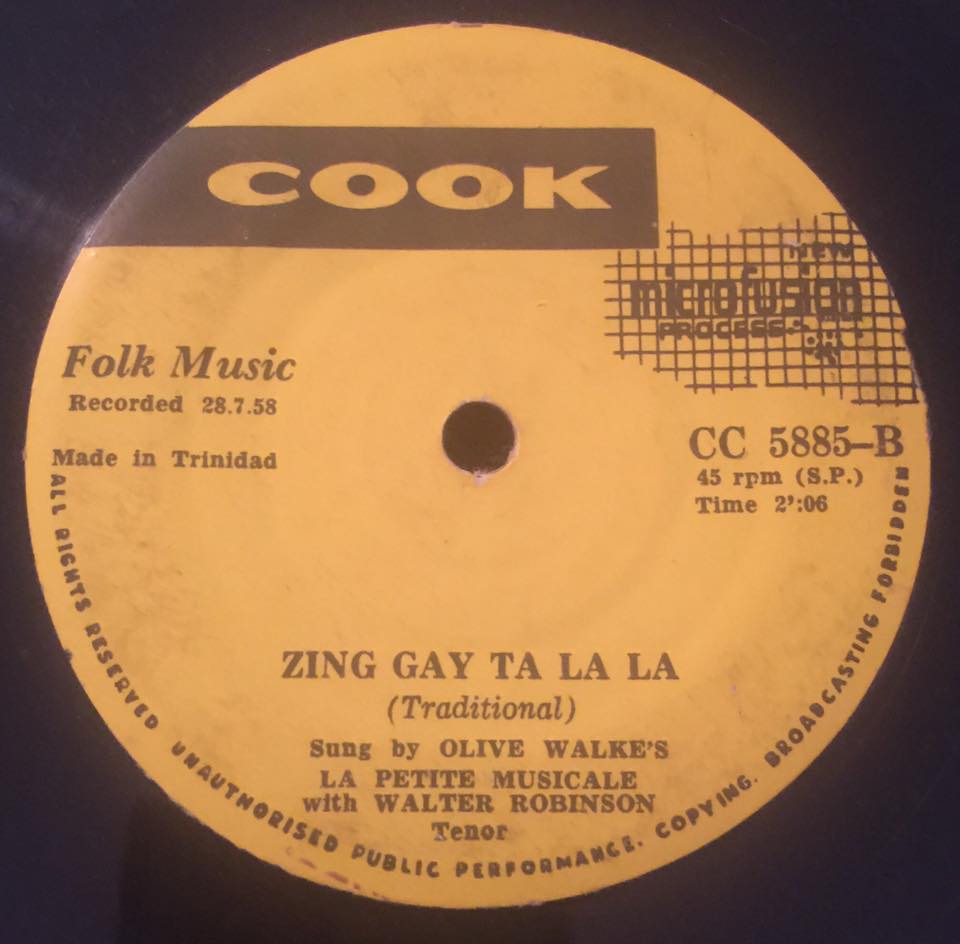 COOK
NEW
microfusion
PROCESS
Folk Music
Recorded 28.7.58
Made in Trinidad
CC 5885-B
45 rpm (S.P.)
Time 2':06
ZING GAY TA LA LA
(Traditional)
Sung by OLIVE WALKE'S
LA PETITE MUSICALE
with WALTER ROBINSON
Tenor
ALL RIGHTS RESERVED UNAUTHORISED PUBLIC PERFORMANCE. COPYING. BROADCASTING FORBIDDEN